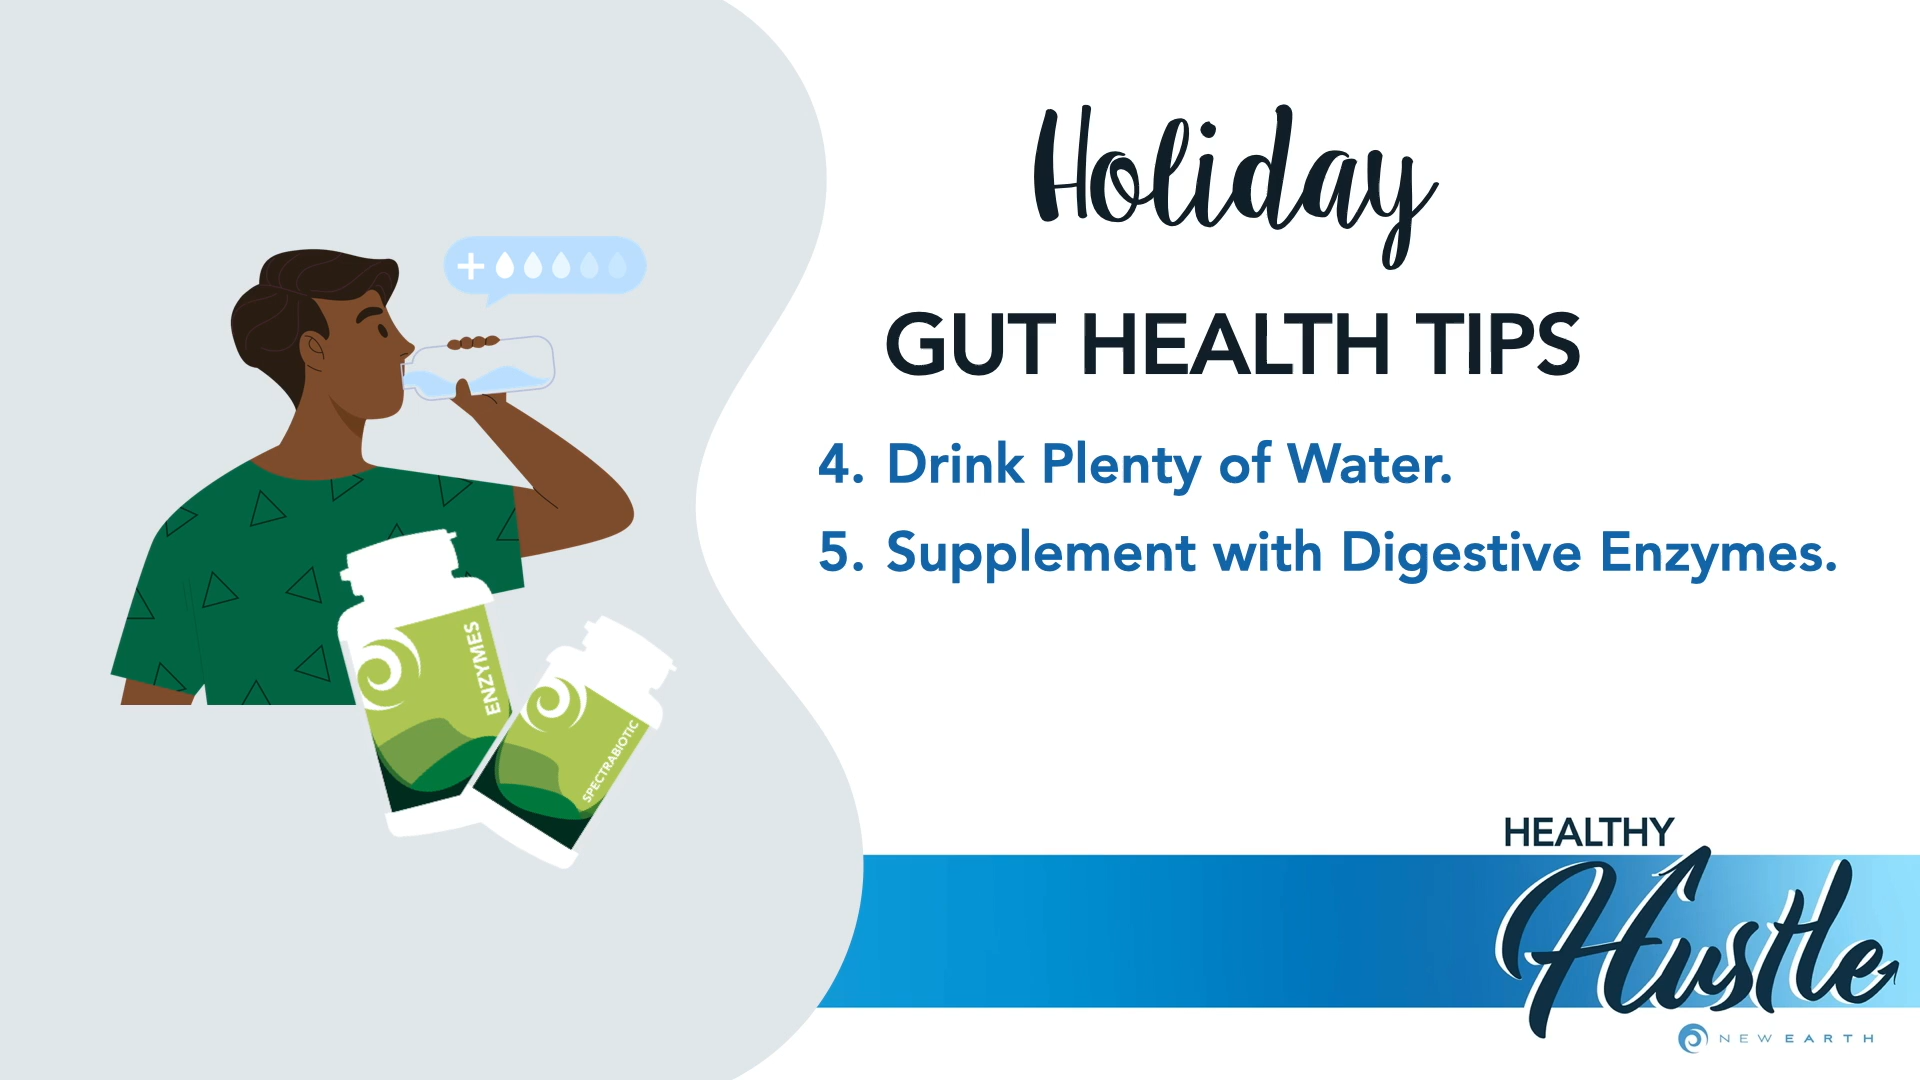 Holiday
GUT HEALTH TIPS
4. Drink Plenty of Water.
5. Supplement with Digestive Enzymes.
ENZYMES
SPECTRABIOTIC
HEALTHY
Hustle
NEW EARTH